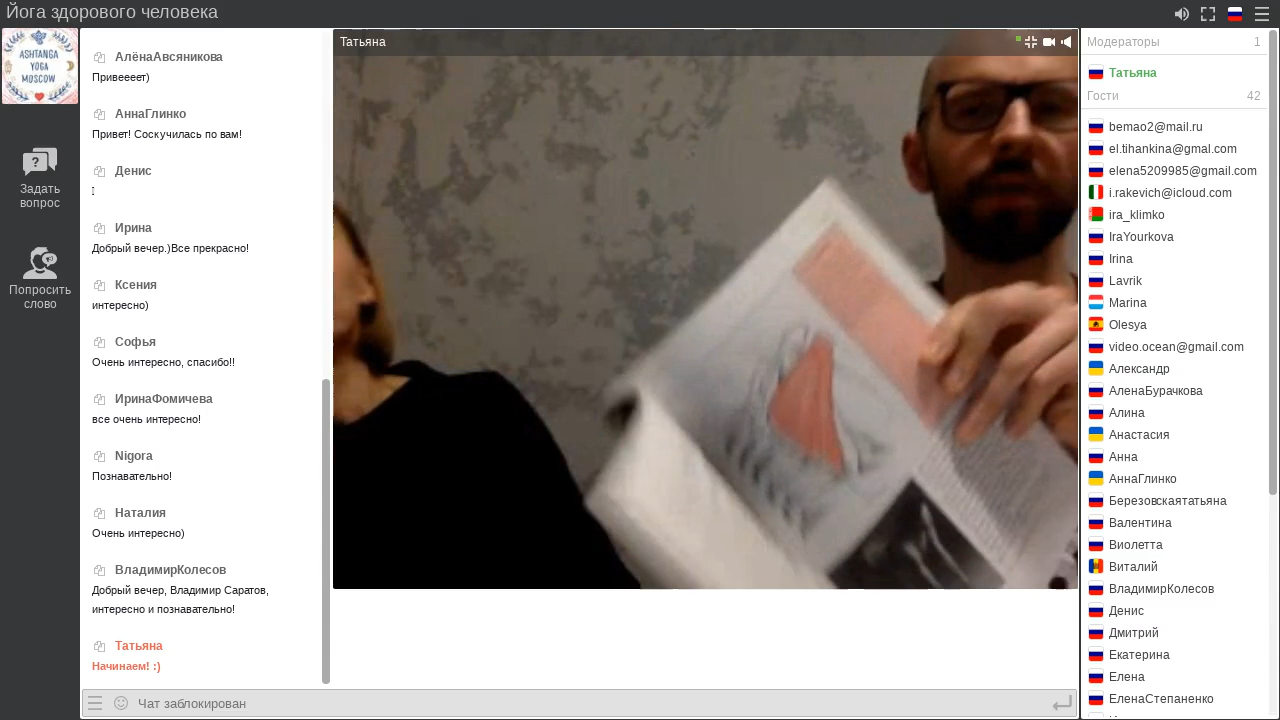 Йога здорового человека
ASHTANGA
YOGA
MOSCOW
Задать
вопрос
Попросить
слово
АлёнаАвсяникова
Привеееет)
АннаГлинко
Привет! Соскучилась по вам!
Денис
Ирина
Добрый вечер.)Все прекрасно!
Ксения
интересно)
Софья
Очень интересно, спасибо!!
ИринаФомичева
все очень интересно!
Nigora
Познавательно!
Наталия
Очень интересно)
ВладимирКолесов
Добрый вечер, Владимир Саратов,
интересно и познавательно!
Татьяна
Начинаем! :)
Чат заблокирован
Татьяна
Модераторы 1
Татьяна
Гости 42
bemao2@mail.ru
el.tihankina@gmal.com
elena5209985@gmail.com
i.rakevich@icloud.com
ira_klimko
IraYourkova
Irina
Lavrik
Marina
Olesya
video.ocean@gmail.com
Александр
АленаБурачкова
Алина
Анастасия
Анна
АннаГлинко
Березовскаятатьяна
Валентина
Виолетта
Виталий
ВладимирКолесов
Денис
Дмитрий
Екатерина
Елена
ЕленаСтепаненко